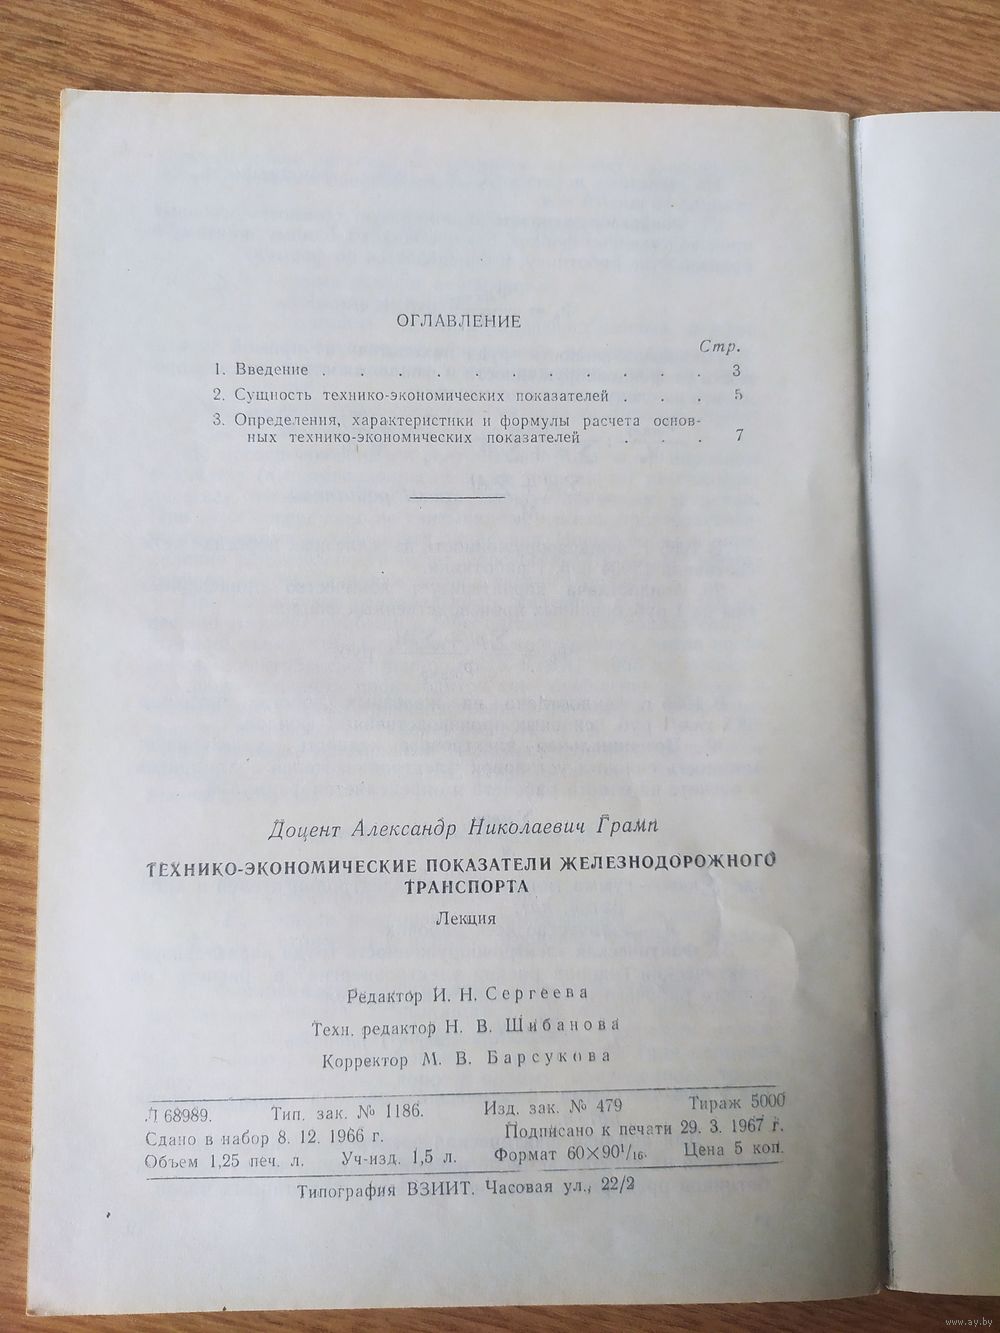 ОГЛАВЛЕНИЕ
Стр.
1. Введение . . . . . . . . . . . 3
2. Сущность технико-экономических показателей . . . 5
3. Определения, характеристики и формулы расчета основ-
ных технико-экономических показателей . . . 7
Доцент Александр Николаевич Грамп
ТЕХНИКО-ЭКОНОМИЧЕСКИЕ ПОКАЗАТЕЛИ ЖЕЛЕЗНОДОРОЖНОГО
ТРАНСПОРТА
Лекция
Редактор И. Н. Сергеева
Техн. редактор Н. В. Шибанова
Корректор М. В. Барсукова
Л 68989. Тип. зак. № 1186. Изд. зак. № 479 Тираж 5000
Сдано в набор 8. 12. 1966 г. Подписано к печати 29. 3. 1967 г.
Объем 1,25 печ. л. Уч-изд. 1,5 л. Формат 60×90¹/₁₆. Цена 5 коп.
Типография ВЗИИТ. Часовая ул., 22/2
www.ay.by